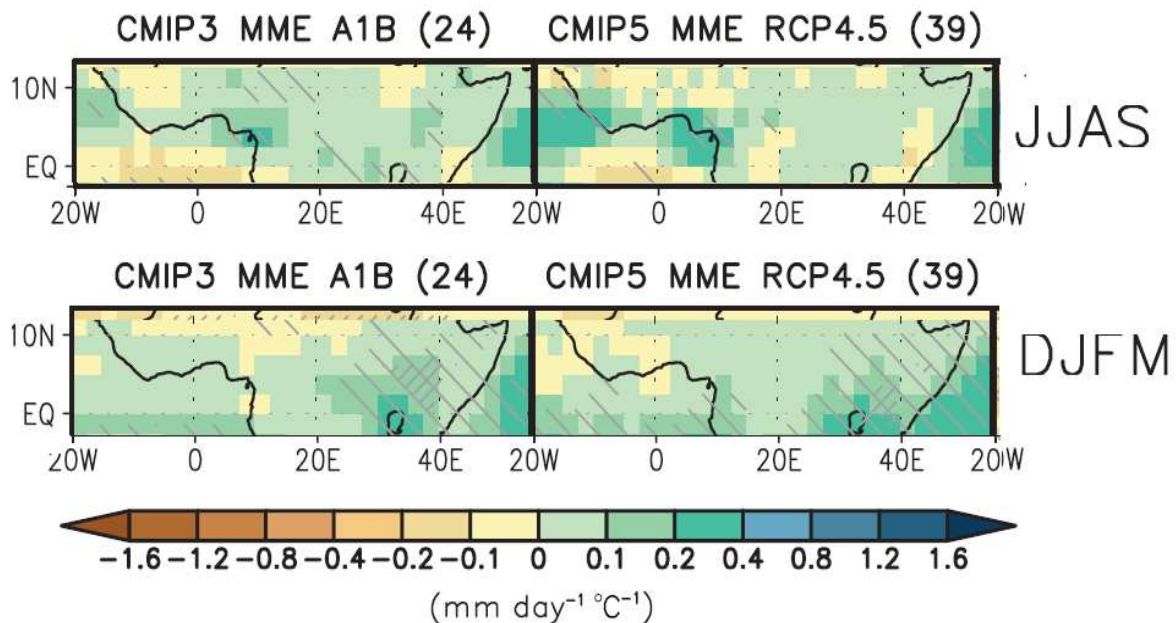 CMIP3 MME A1B (24) CMIP5 MME RCP4.5 (39)
10N
EQ
JJAS
20W 0 20E 40E 20W 0 20E 40E 20W
CMIP3 MME A1B (24) CMIP5 MME RCP4.5 (39)
10N
EQ
DJFM
20W 0 20E 40E 20W 0 20E 40E 20W
-1.6 -1.2 -0.8 -0.4 -0.2 -0.1 0 0.1 0.2 0.4 0.8 1.2 1.6
(mm day⁻¹ °C⁻¹)